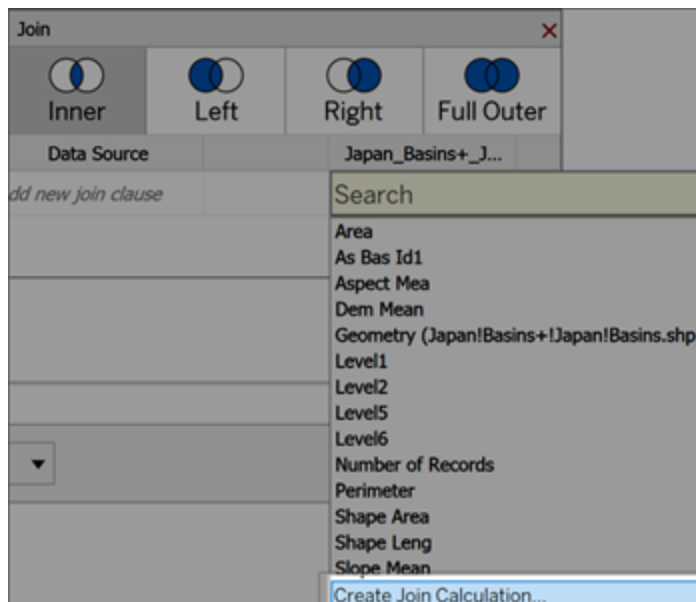 Join
Inner Left Right Full Outer
Data Source Japan_Basins+_J...
dd new join clause
Search
Area
As Bas Id1
Aspect Mea
Dem Mean
Geometry (Japan!Basins+!Japan!Basins.shp
Level1
Level2
Level5
Level6
Number of Records
Perimeter
Shape Area
Shape Leng
Slope Mean
Create Join Calculation...